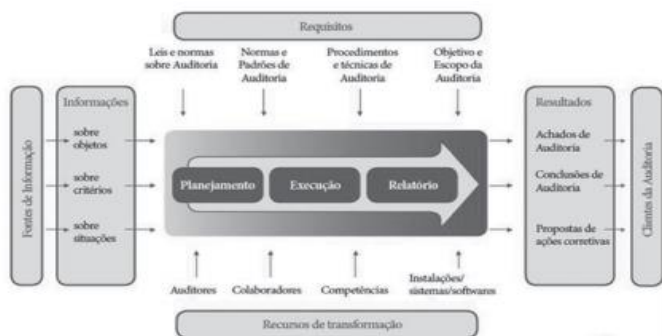 Requisitos
Leis e normas
sobre Auditoria
Normas e
Padrões de
Auditoria
Procedimentos
e técnicas de
Auditoria
Objetivo e
Escopo da
Auditoria
Fontes de Informação
Informações
sobre
objetos
sobre
critérios
sobre
situações
Planejamento
Execução
Relatório
Resultados
Achados de
Auditoria
Conclusões de
Auditoria
Propostas de
ações corretivas
Clientes da Auditoria
Auditores
Colaboradores
Competências
Instalações/
sistemas/softwares
Recursos de transformação